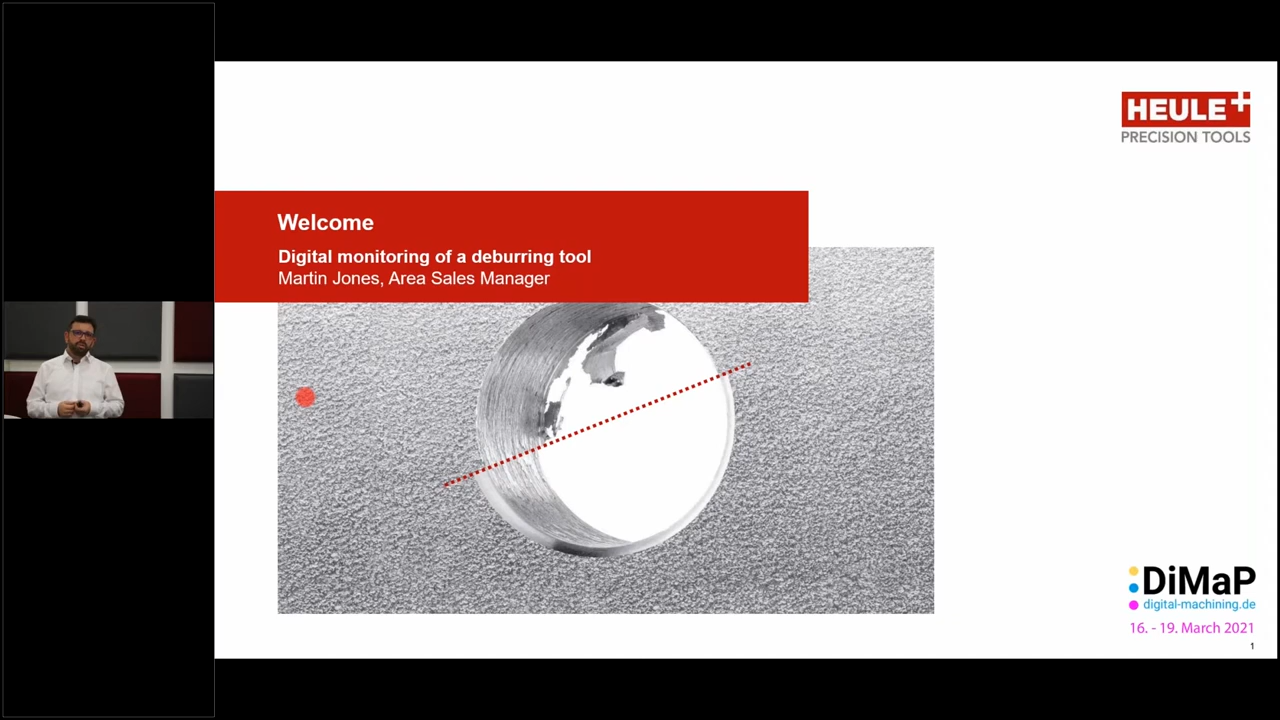 HEULE+
PRECISION TOOLS
Welcome
Digital monitoring of a deburring tool
Martin Jones, Area Sales Manager
DiMaP
digital-machining.de
16. - 19. March 2021
1